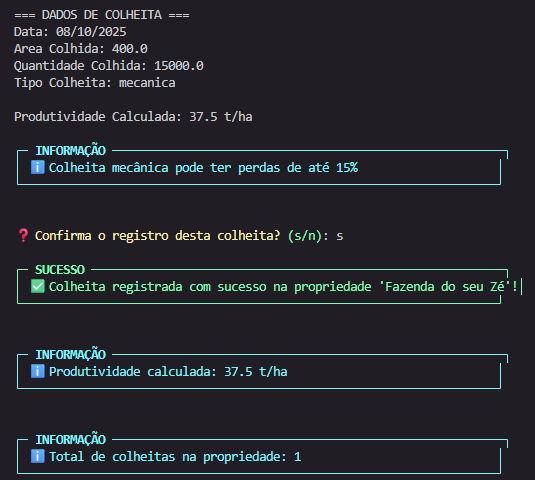 === DADOS DE COLHEITA ===
Data: 08/10/2025
Area Colhida: 400.0
Quantidade Colhida: 15000.0
Tipo Colheita: mecanica
Produtividade Calculada: 37.5 t/ha
INFORMAÇÃO
ℹ️ Colheita mecânica pode ter perdas de até 15%
❓ Confirma o registro desta colheita? (s/n): s
SUCESSO
✅ Colheita registrada com sucesso na propriedade 'Fazenda do seu Zé'!
INFORMAÇÃO
ℹ️ Produtividade calculada: 37.5 t/ha
INFORMAÇÃO
ℹ️ Total de colheitas na propriedade: 1